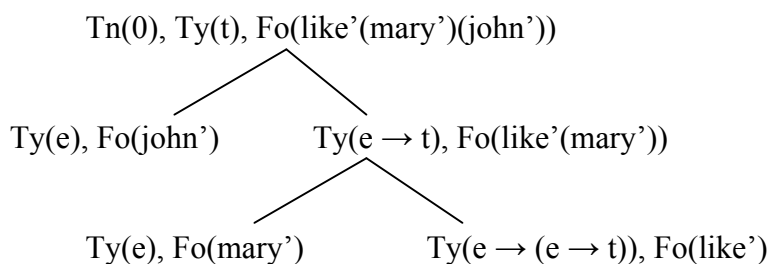 Tn(0), Ty(t), Fo(like’(mary’)(john’))
Ty(e), Fo(john’) Ty(e → t), Fo(like’(mary’))
Ty(e), Fo(mary’) Ty(e → (e → t)), Fo(like’)